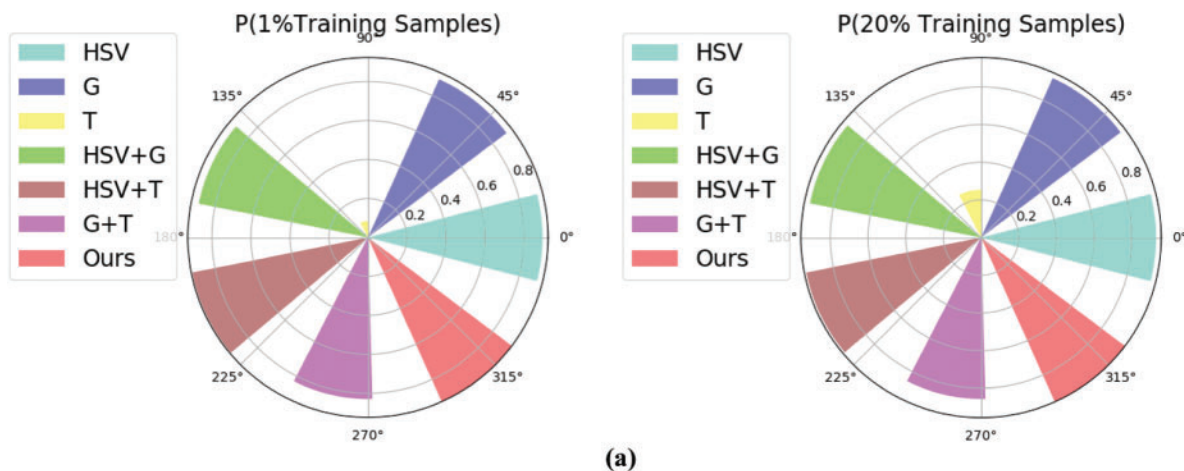 P(1%Training Samples)
HSV
G
T
HSV+G
HSV+T
G+T
Ours
90°
135°
45°
180°
0°
225°
315°
270°
0.2
0.4
0.6
0.8
P(20% Training Samples)
HSV
G
T
HSV+G
HSV+T
G+T
Ours
90°
135°
45°
180°
0°
225°
315°
270°
0.2
0.4
0.6
0.8
(a)